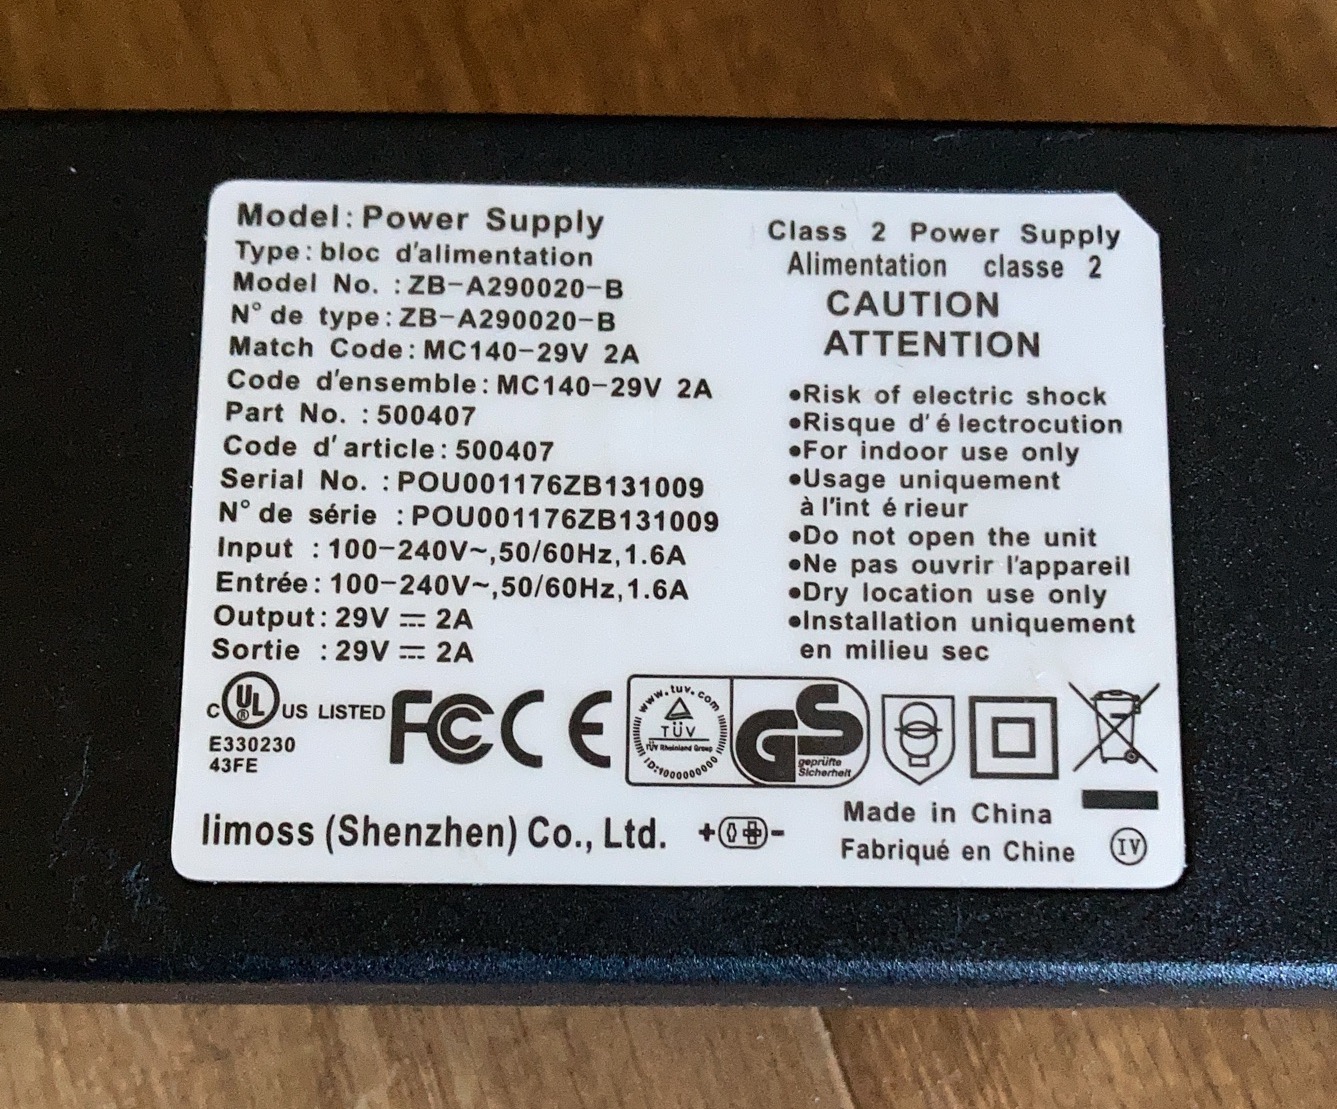 Model: Power Supply
Type: bloc d'alimentation
Model No. : ZB-A290020-B
N° de type: ZB-A290020-B
Match Code: MC140-29V 2A
Code d'ensemble: MC140-29V 2A
Part No. : 500407
Code d'article: 500407
Serial No. : POU001176ZB131009
N° de série : POU001176ZB131009
Input : 100-240V~,50/60Hz,1.6A
Entrée: 100-240V~,50/60Hz,1.6A
Output: 29V ⎓ 2A
Sortie : 29V ⎓ 2A
Class 2 Power Supply
Alimentation classe 2
CAUTION
ATTENTION
•Risk of electric shock
•Risque d' é lectrocution
•For indoor use only
•Usage uniquement
à l'int é rieur
•Do not open the unit
•Ne pas ouvrir l'appareil
•Dry location use only
•Installation uniquement
en milieu sec
C UL ® US LISTED
E330230
43FE
FC CE
www.tuv.com
TÜV
TÜV Rheinland Group
ID:1000000000
GS
geprüfte
Sicherheit
limoss (Shenzhen) Co., Ltd.
+ -
Made in China
Fabriqué en Chine
IV